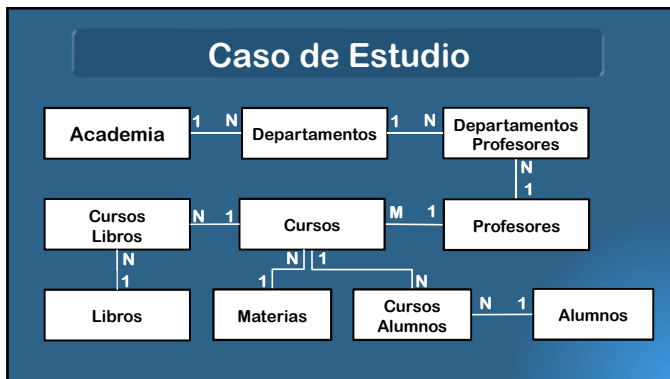 Caso de Estudio
Academia
1 N
Departamentos
1 N
Departamentos
Profesores
N
1
Cursos
Libros
N 1
Cursos
M 1
Profesores
N
1
N 1
N
Libros
Materias
Cursos
Alumnos
N 1
Alumnos